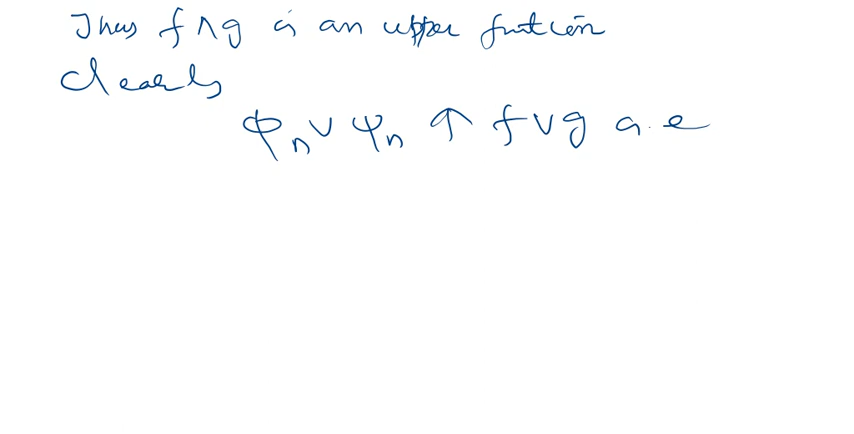 Thus f ∧ g is an upper function
Clearly
φₙ ∨ ψₙ ↑ f ∨ g a.e